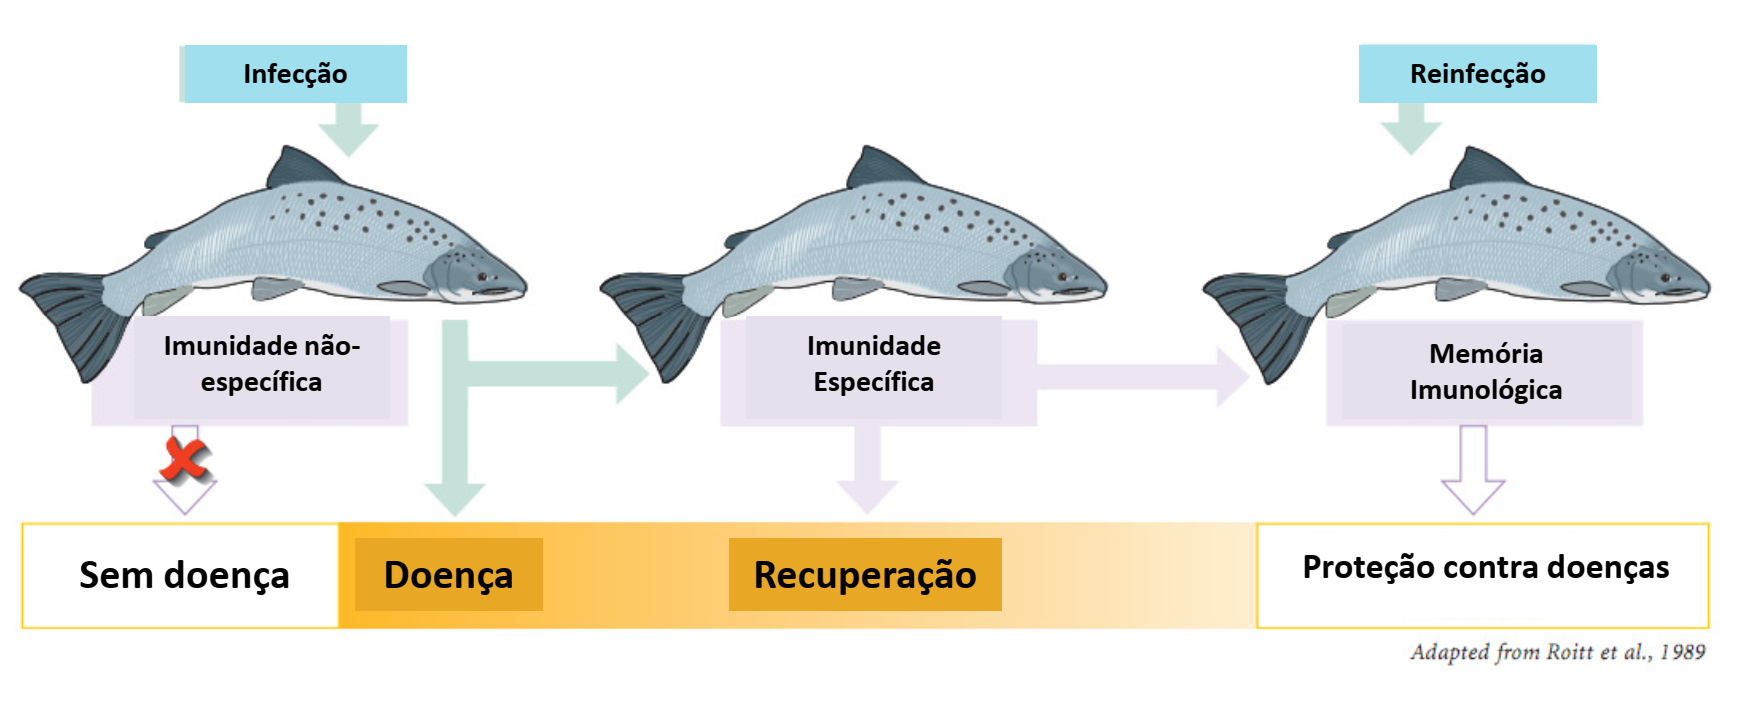 Infecção
Reinfecção
Imunidade não-
específica
Imunidade
Específica
Memória
Imunológica
Sem doença
Doença
Recuperação
Proteção contra doenças
Adapted from Roitt et al., 1989